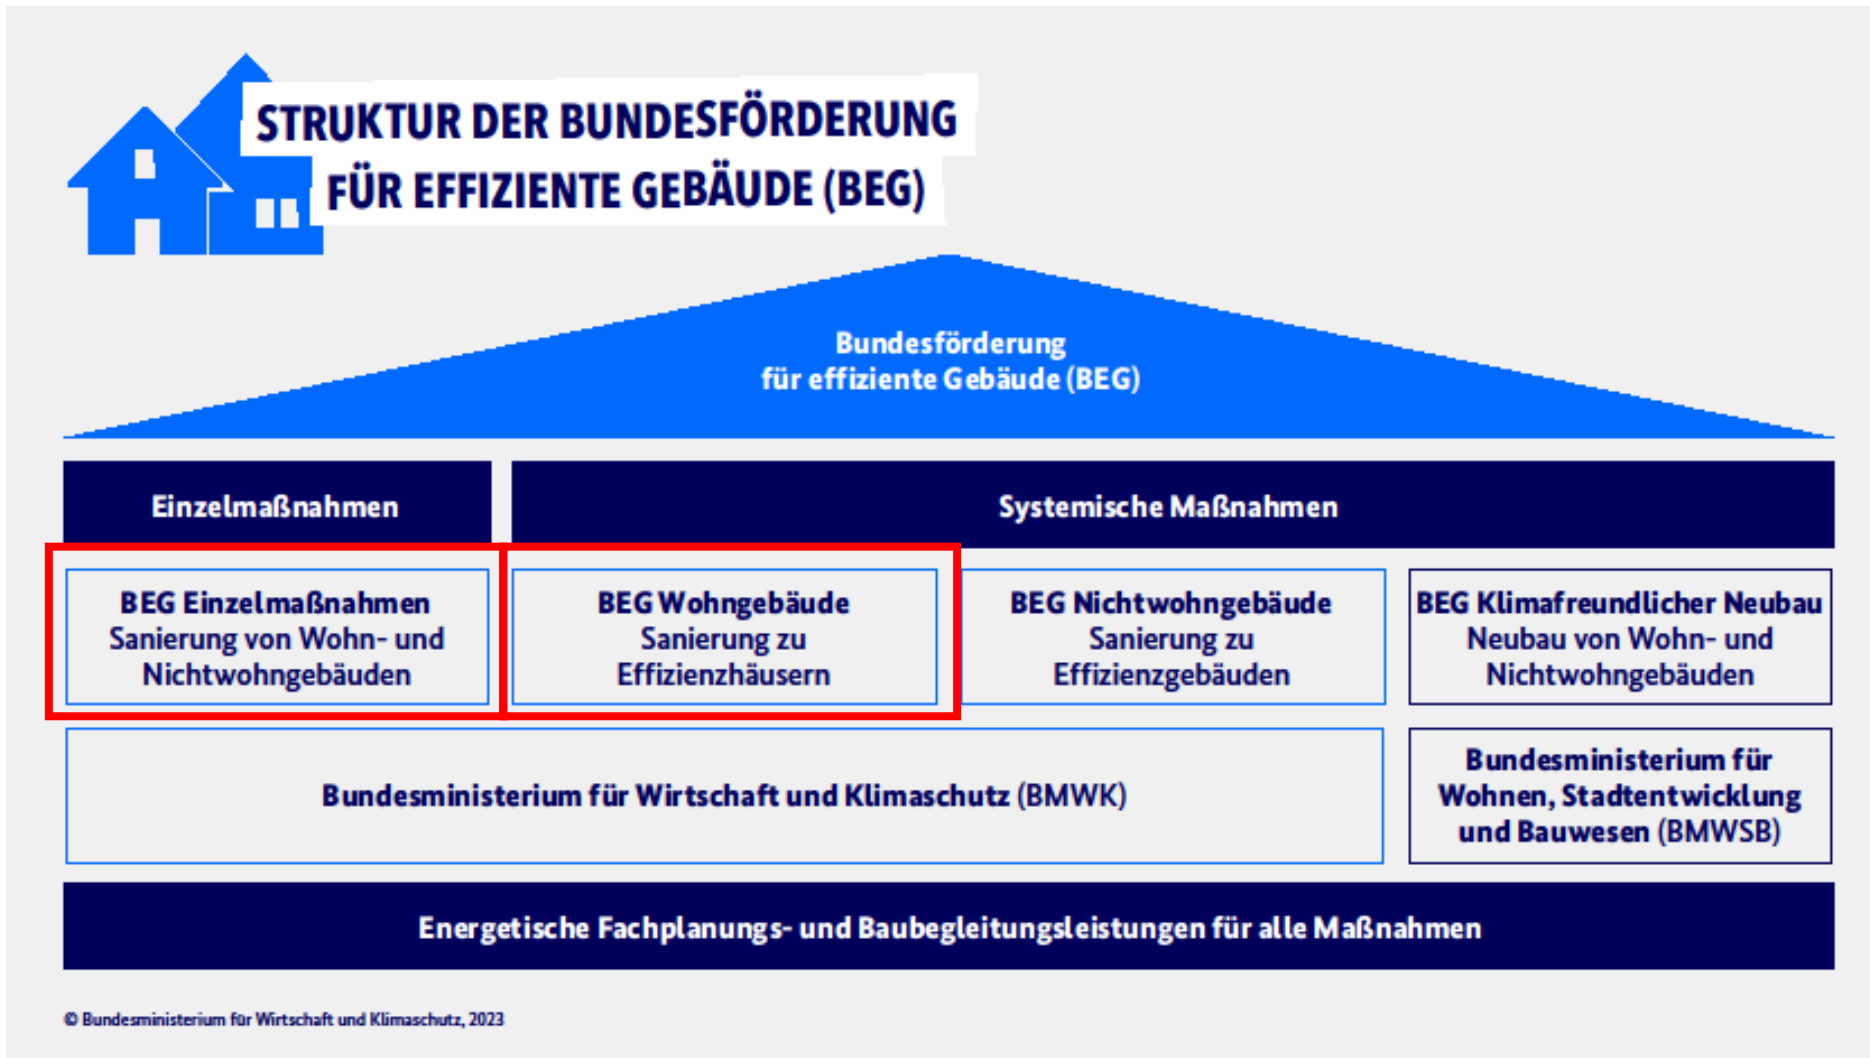 STRUKTUR DER BUNDESFÖRDERUNG
FÜR EFFIZIENTE GEBÄUDE (BEG)
Bundesförderung
für effiziente Gebäude (BEG)
Einzelmaßnahmen
Systemische Maßnahmen
BEG Einzelmaßnahmen
Sanierung von Wohn- und
Nichtwohngebäuden
BEG Wohngebäude
Sanierung zu
Effizienzhäusern
BEG Nichtwohngebäude
Sanierung zu
Effizienzgebäuden
BEG Klimafreundlicher Neubau
Neubau von Wohn- und
Nichtwohngebäuden
Bundesministerium für Wirtschaft und Klimaschutz (BMWK)
Bundesministerium für
Wohnen, Stadtentwicklung
und Bauwesen (BMWSB)
Energetische Fachplanungs- und Baubegleitungsleistungen für alle Maßnahmen
© Bundesministerium für Wirtschaft und Klimaschutz, 2023